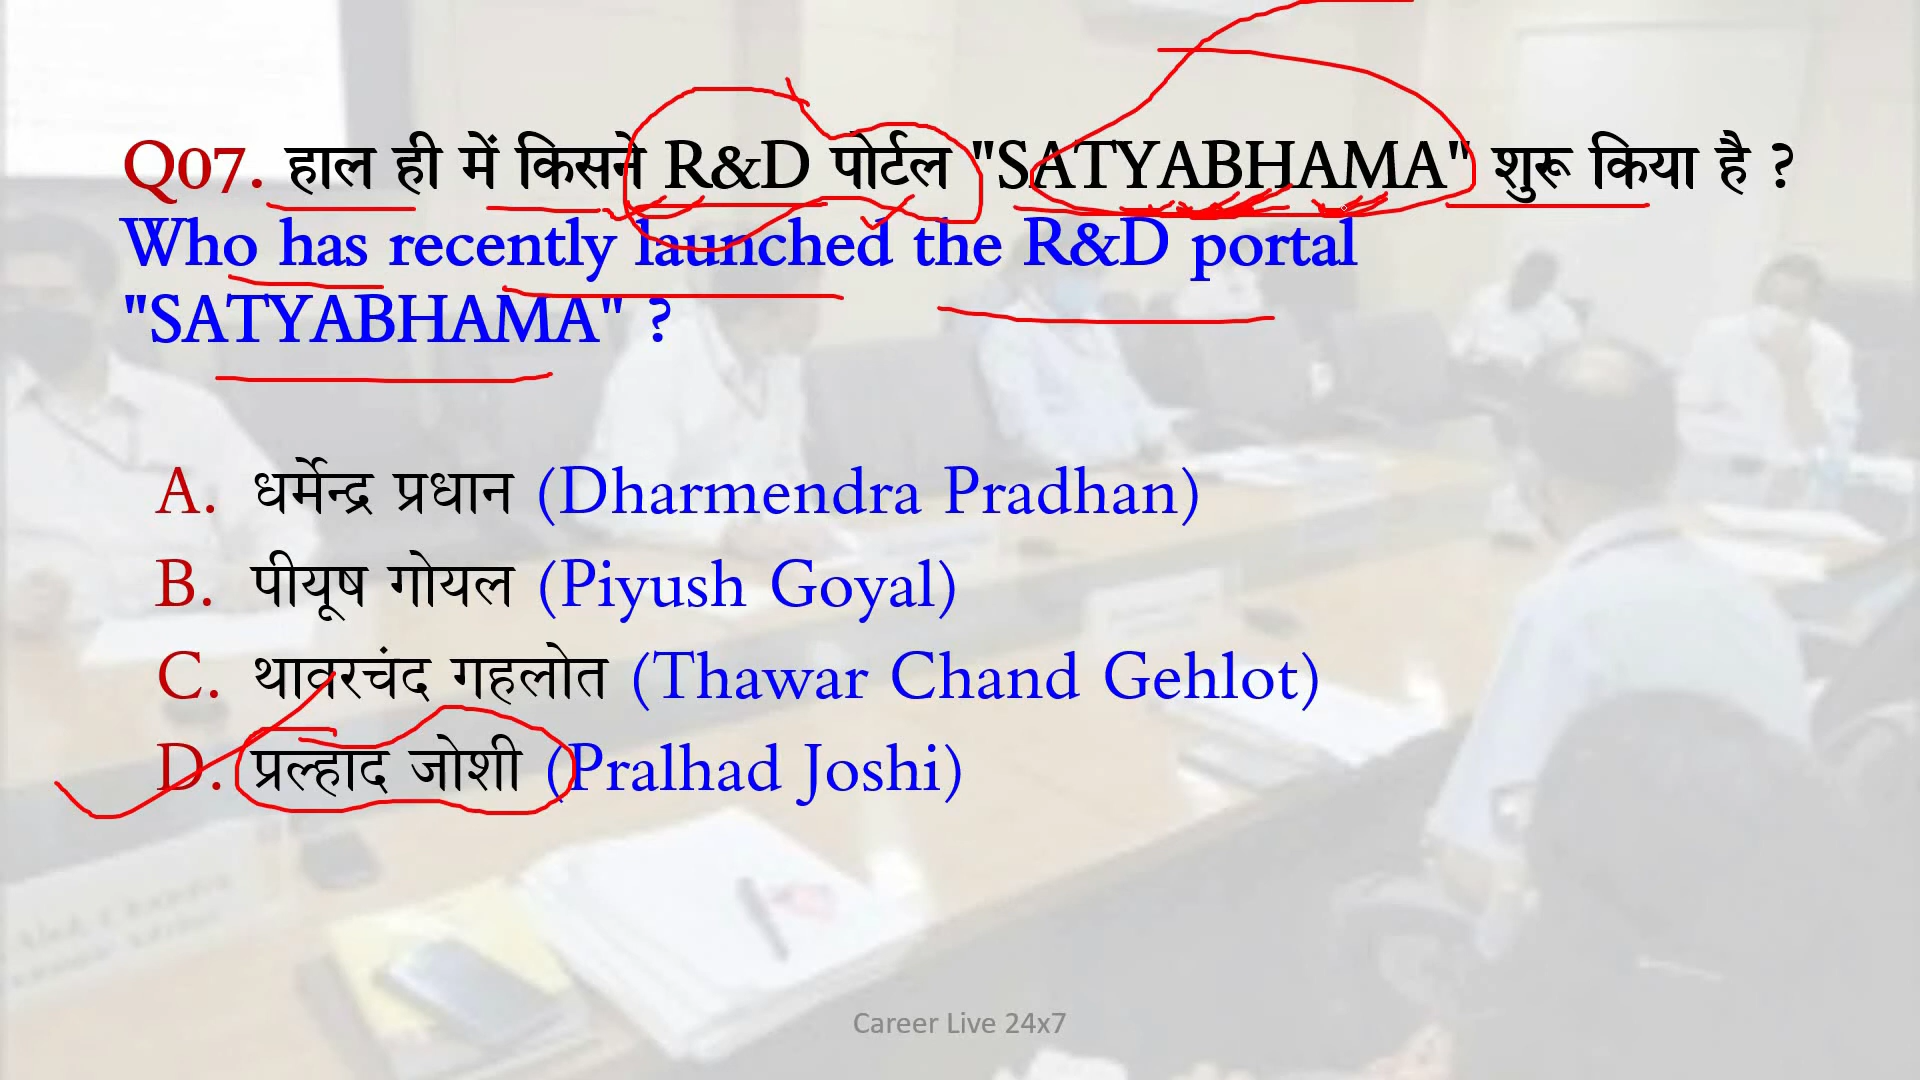 Q07. हाल ही में किसने R&D पोर्टल "SATYABHAMA" शुरू किया है ?
Who has recently launched the R&D portal
"SATYABHAMA" ?
A. धर्मेन्द्र प्रधान (Dharmendra Pradhan)
B. पीयूष गोयल (Piyush Goyal)
C. थावरचंद गहलोत (Thawar Chand Gehlot)
D. प्रल्हाद जोशी (Pralhad Joshi)
Career Live 24x7